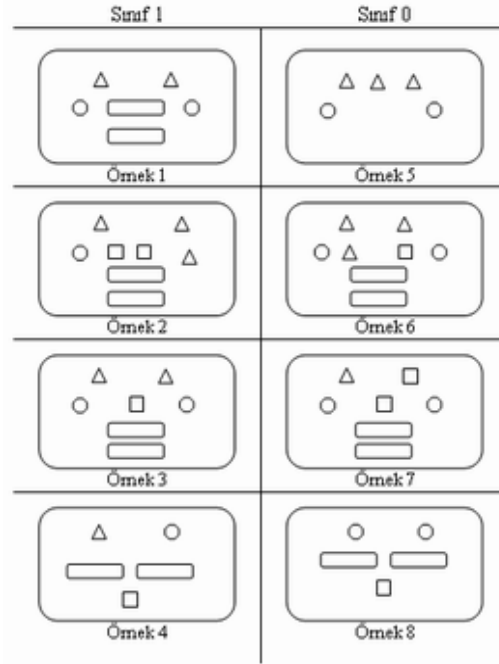 Sınıf 1 Sınıf 0
Örnek 1 Örnek 5
Örnek 2 Örnek 6
Örnek 3 Örnek 7
Örnek 4 Örnek 8